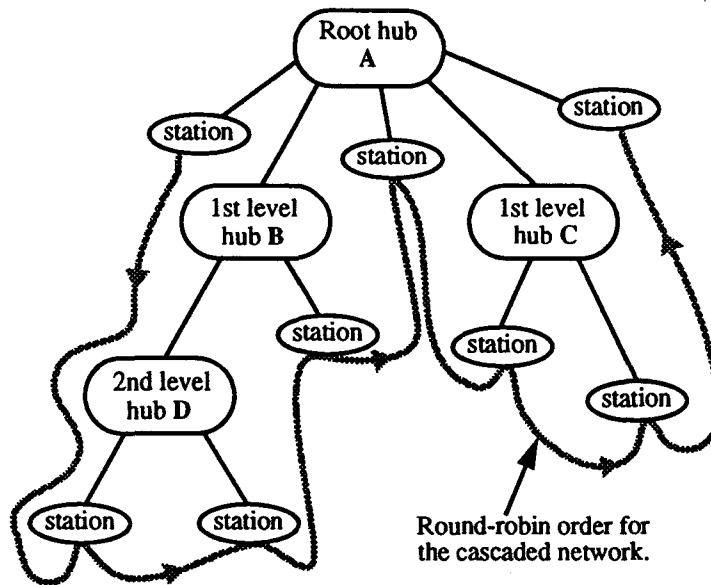 Root hub
A
station
station
station
1st level
hub B
1st level
hub C
station
station
2nd level
hub D
station
station
station
Round-robin order for
the cascaded network.